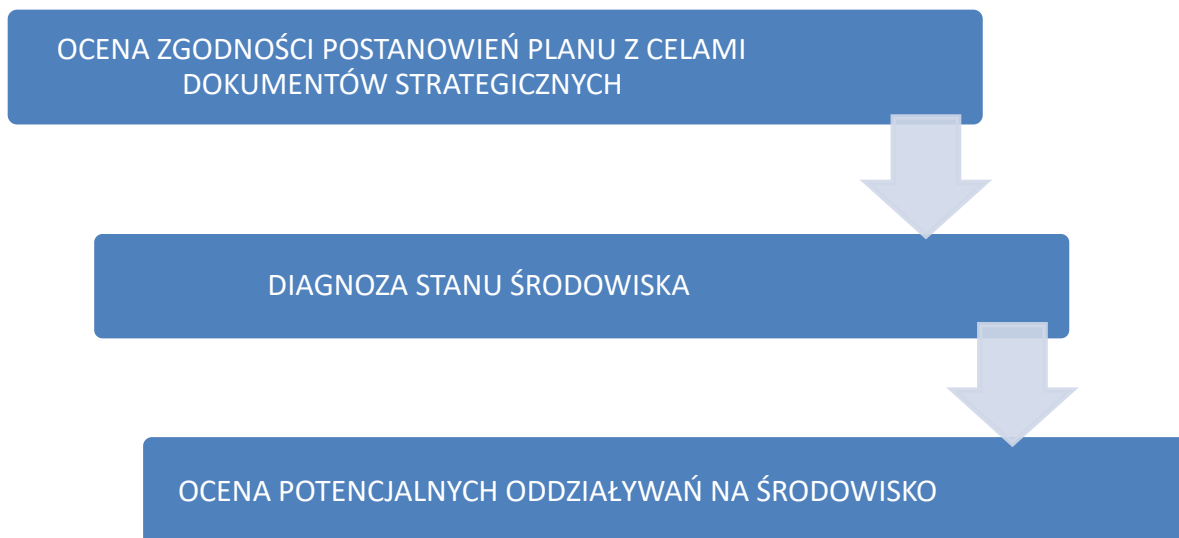 OCENA ZGODNOŚCI POSTANOWIEŃ PLANU Z CELAMI
DOKUMENTÓW STRATEGICZNYCH
DIAGNOZA STANU ŚRODOWISKA
OCENA POTENCJALNYCH ODDZIAŁYWAŃ NA ŚRODOWISKO